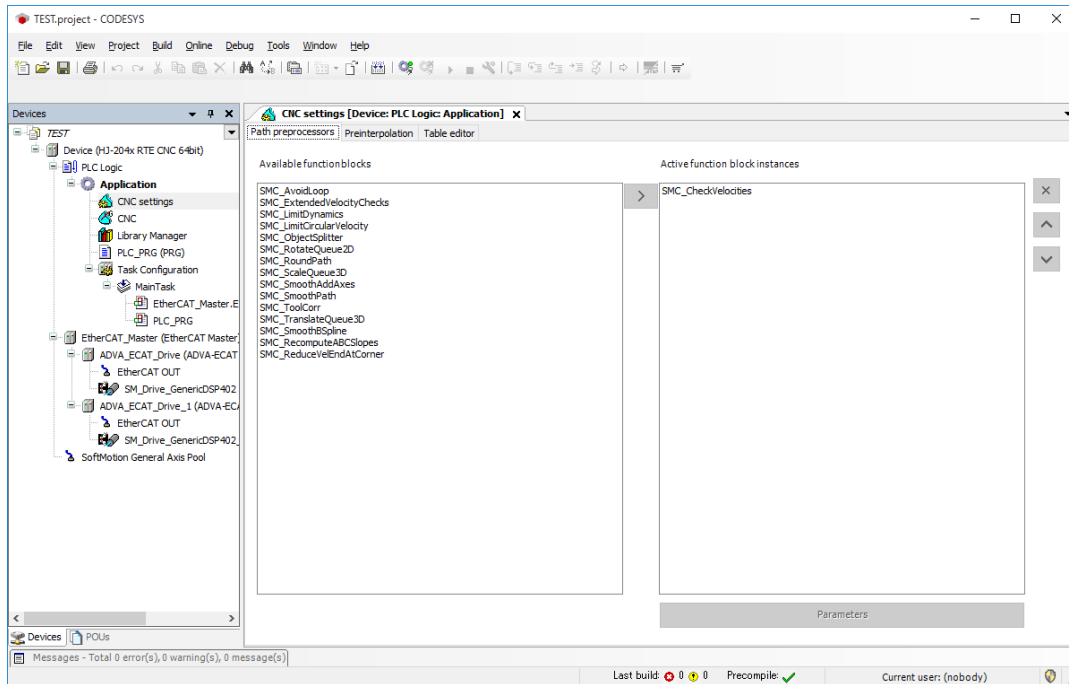 TEST.project - CODESYS
File Edit View Project Build Online Debug Tools Window Help
Devices
TEST
Device (HJ-204x RTE CNC 64bit)
PLC Logic
Application
CNC settings
CNC
Library Manager
PLC_PRG (PRG)
Task Configuration
MainTask
EtherCAT_Master.E
PLC_PRG
EtherCAT_Master (EtherCAT Master)
ADVA_ECAT_Drive (ADVA-ECAT
EtherCAT OUT
SM_Drive_GenericDSP402
ADVA_ECAT_Drive_1 (ADVA-ECA
EtherCAT OUT
SM_Drive_GenericDSP402_
SoftMotion General Axis Pool
Devices POUs
CNC settings [Device: PLC Logic: Application]
Path preprocessors Preinterpolation Table editor
Available functionblocks
SMC_AvoidLoop
SMC_ExtendedVelocityChecks
SMC_LimitDynamics
SMC_LimitCircularVelocity
SMC_ObjectSplitter
SMC_RotateQueue2D
SMC_RoundPath
SMC_ScaleQueue3D
SMC_SmoothAddAxes
SMC_SmoothPath
SMC_ToolCorr
SMC_TranslateQueue3D
SMC_SmoothBSpline
SMC_RecomputeABCSlopes
SMC_ReduceVelEndAtCorner
Active function block instances
SMC_CheckVelocities
Parameters
Messages - Total 0 error(s), 0 warning(s), 0 message(s)
Last build: 0 0 Precompile: Current user: (nobody)